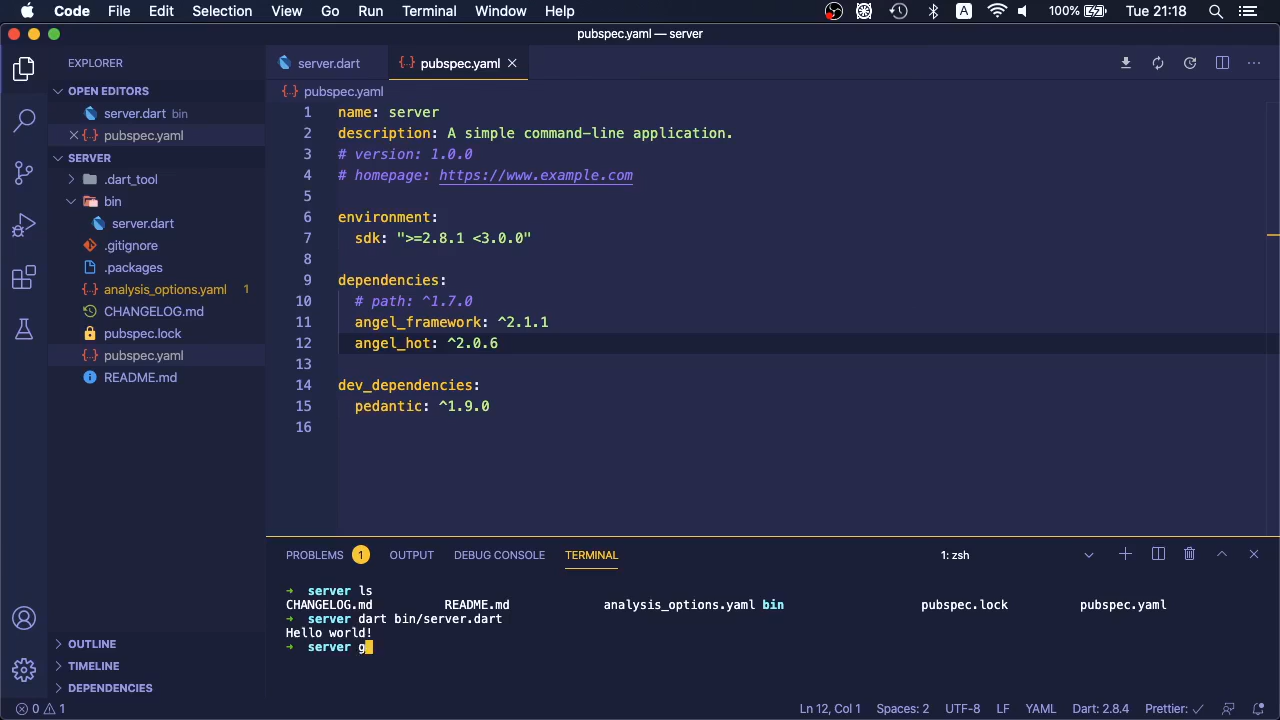 Code File Edit Selection View Go Run Terminal Window Help A 100% Tue 21:18
pubspec.yaml — server
EXPLORER
OPEN EDITORS
server.dart bin
pubspec.yaml
SERVER
.dart_tool
bin
server.dart
.gitignore
.packages
analysis_options.yaml 1
CHANGELOG.md
pubspec.lock
pubspec.yaml
README.md
OUTLINE
TIMELINE
DEPENDENCIES
server.dart pubspec.yaml
pubspec.yaml
1 name: server
2 description: A simple command-line application.
3 # version: 1.0.0
4 # homepage: https://www.example.com
5
6 environment:
7 sdk: ">=2.8.1 <3.0.0"
8
9 dependencies:
10 # path: ^1.7.0
11 angel_framework: ^2.1.1
12 angel_hot: ^2.0.6
13
14 dev_dependencies:
15 pedantic: ^1.9.0
16
PROBLEMS 1 OUTPUT DEBUG CONSOLE TERMINAL 1: zsh
➜ server ls
CHANGELOG.md README.md analysis_options.yaml bin pubspec.lock pubspec.yaml
➜ server dart bin/server.dart
Hello world!
➜ server g
0 1 Ln 12, Col 1 Spaces: 2 UTF-8 LF YAML Dart: 2.8.4 Prettier: ✓